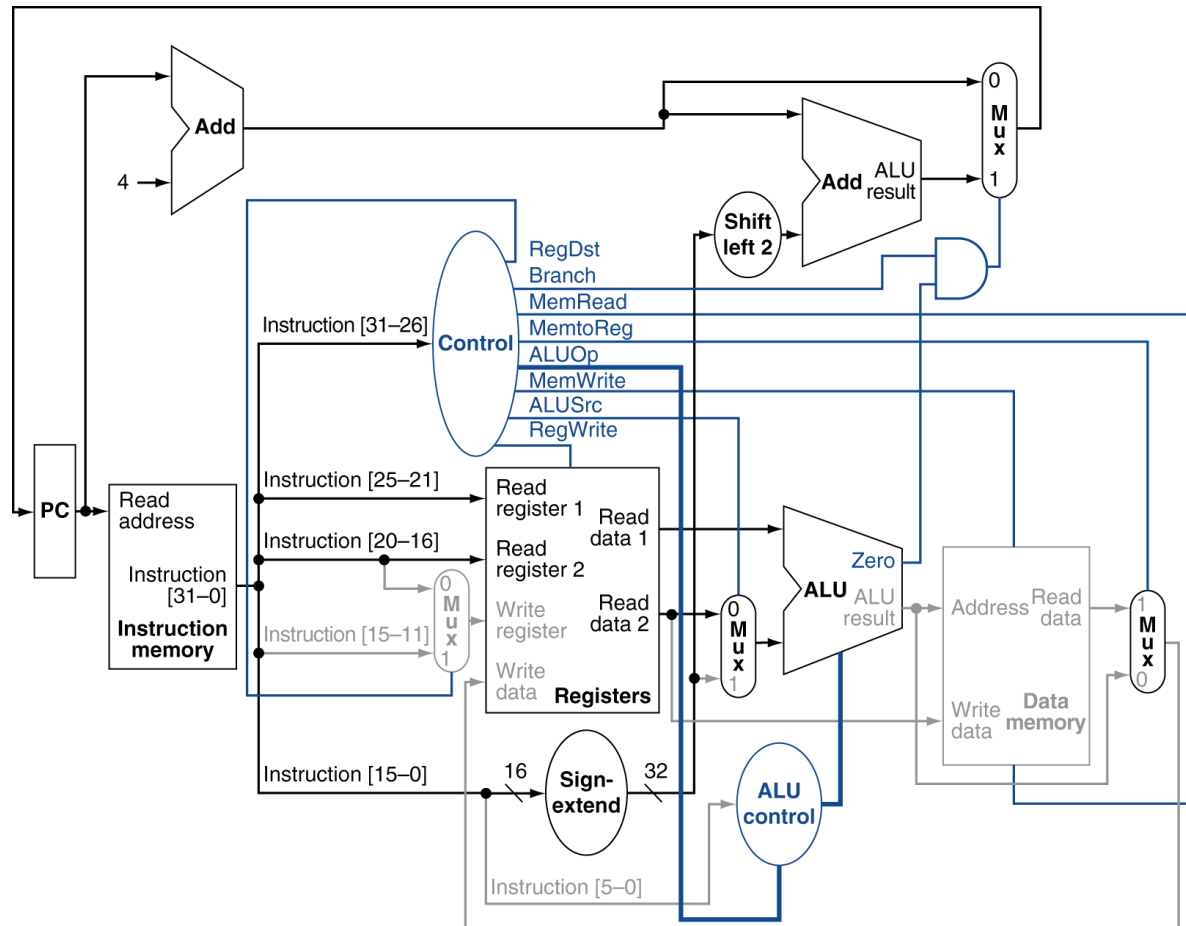 Add
4
0
M
u
x
1
Add
ALU
result
Shift
left 2
RegDst
Branch
MemRead
MemtoReg
ALUOp
MemWrite
ALUSrc
RegWrite
Control
Instruction [31–26]
Instruction [25–21]
Instruction [20–16]
Instruction [15–11]
Instruction [15–0]
Instruction [5–0]
PC
Read
address
Instruction
[31–0]
Instruction
memory
0
M
u
x
1
Read
register 1
Read
register 2
Write
register
Write
data
Read
data 1
Read
data 2
Registers
16
Sign-
extend
32
0
M
u
x
1
Zero
ALU
ALU
result
ALU
control
Address
Read
data
Write
data
Data
memory
1
M
u
x
0